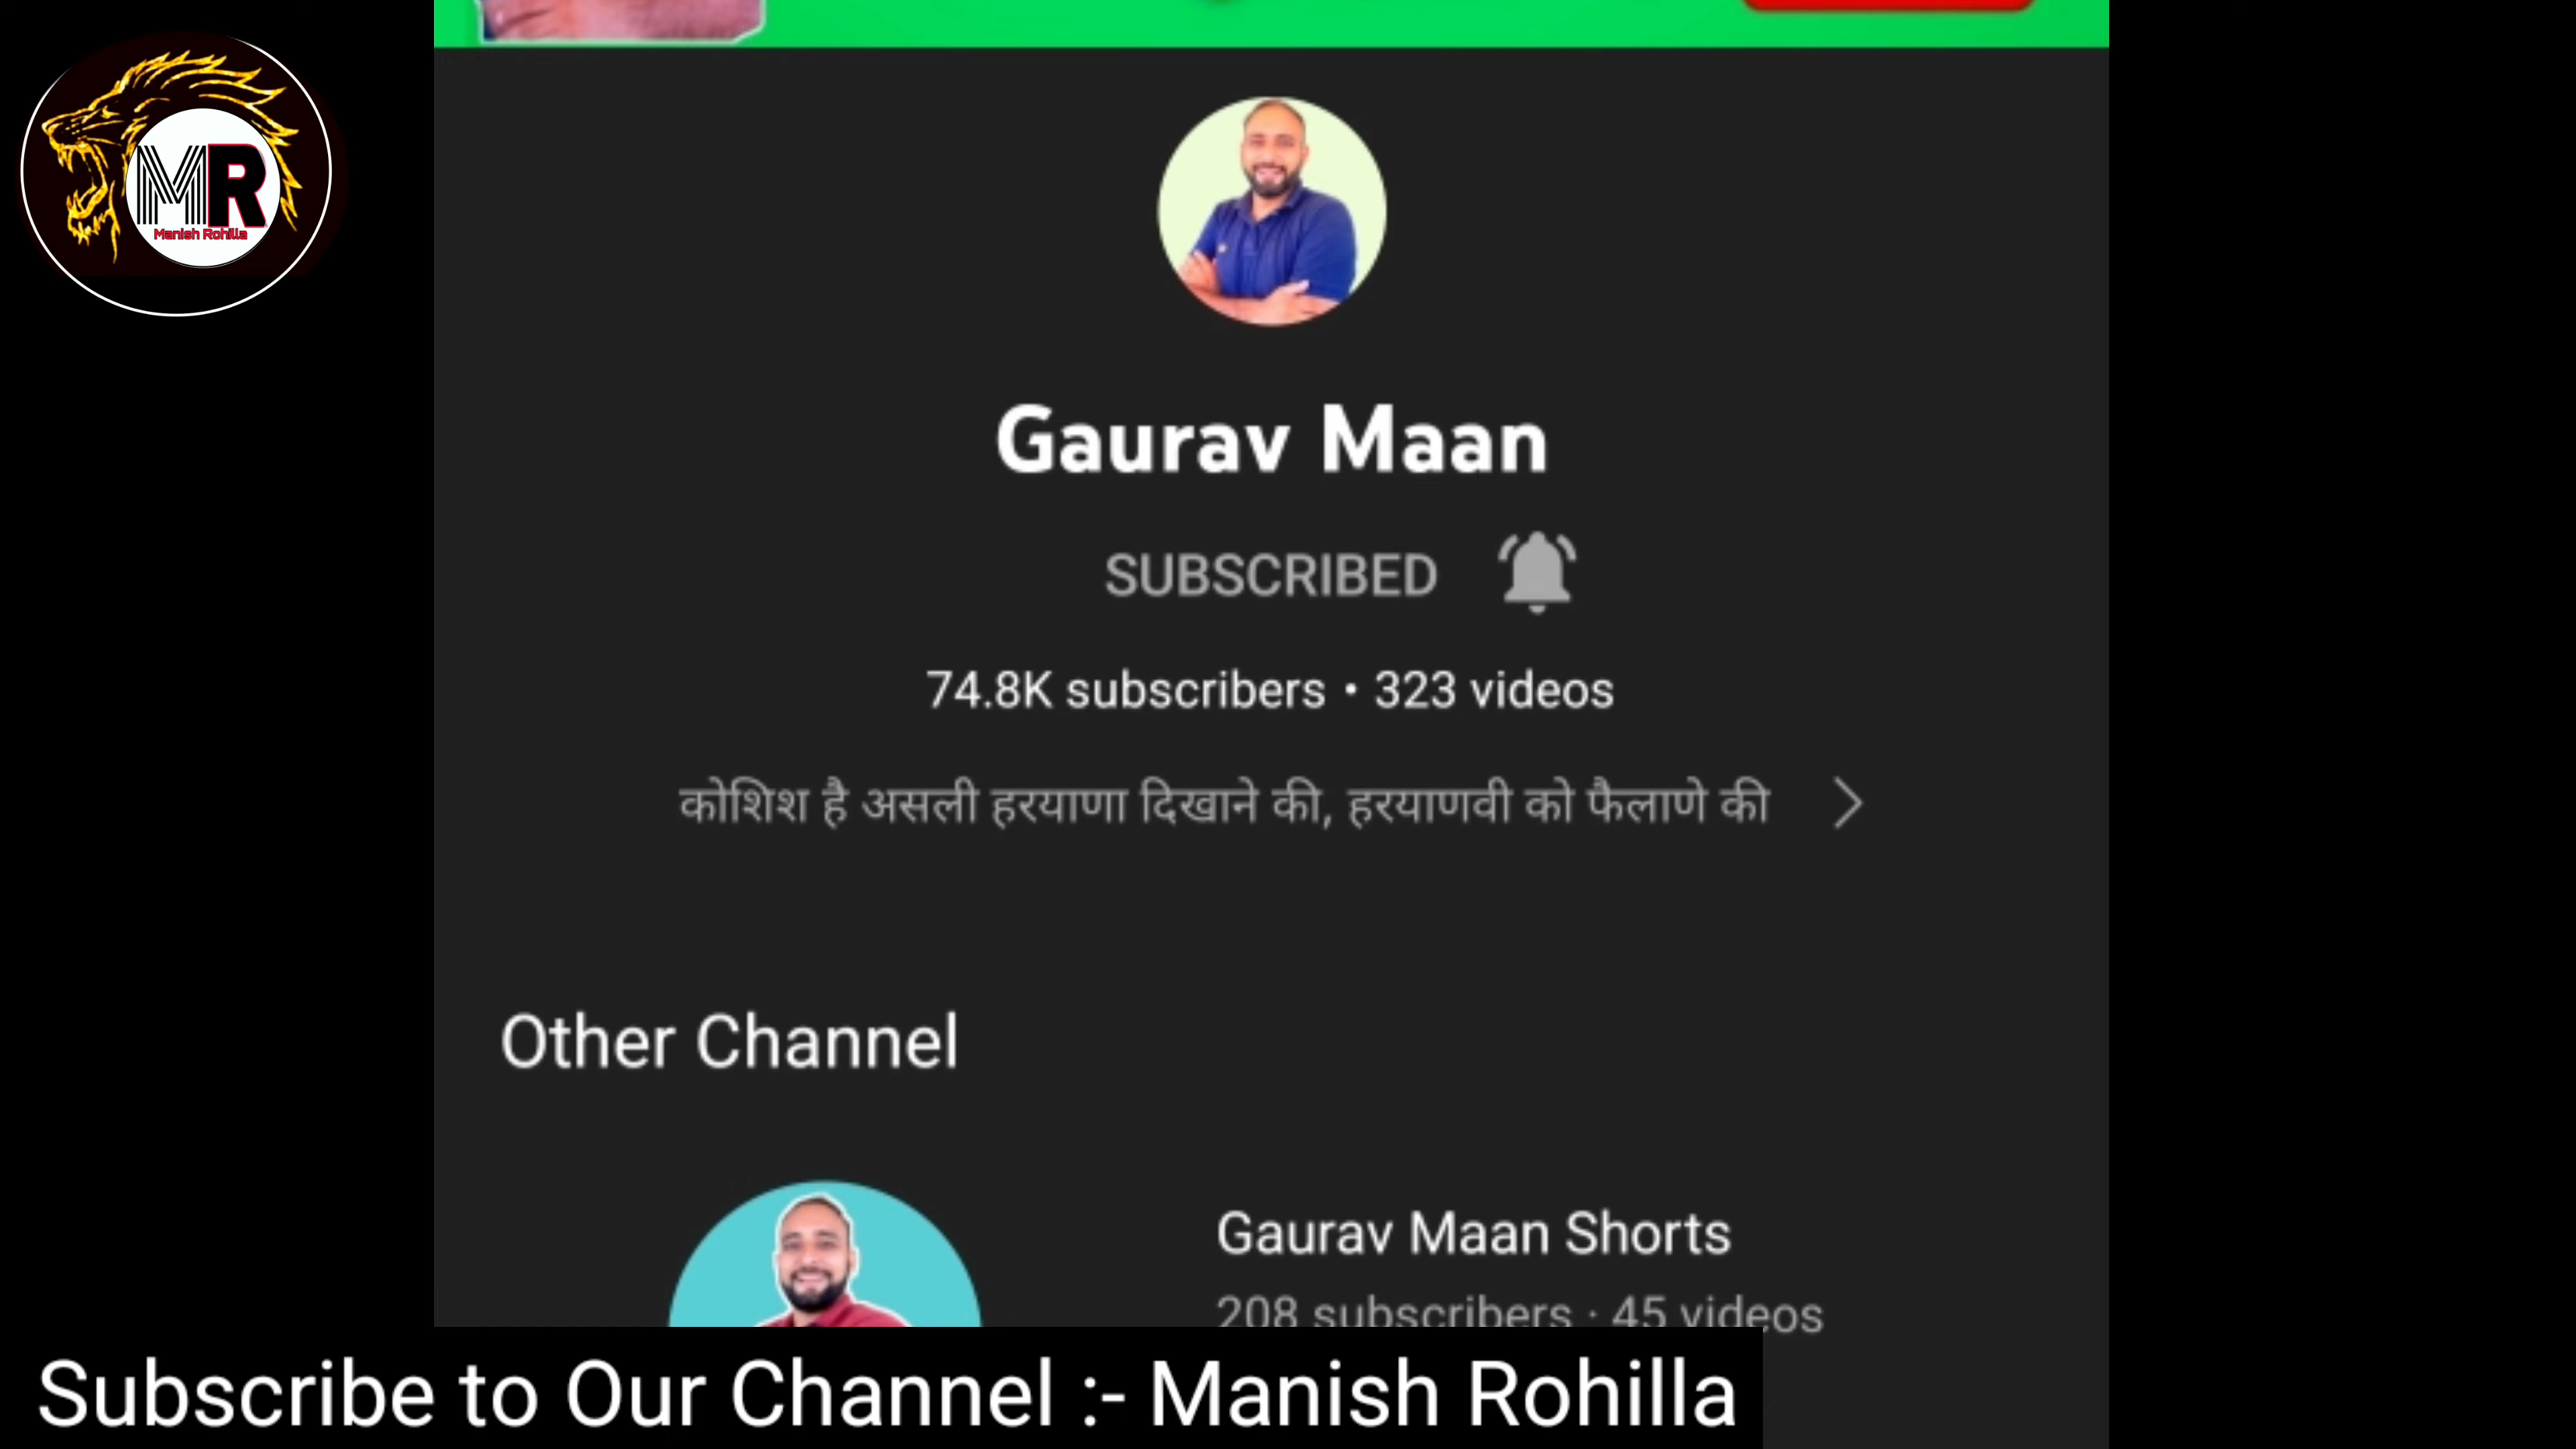 MR
Manish Rohilla
Gaurav Maan
SUBSCRIBED
74.8K subscribers • 323 videos
कोशिश है असली हरयाणा दिखाने की, हरयाणवी को फैलाणे की
Other Channel
Gaurav Maan Shorts
208 subscribers · 45 videos
Subscribe to Our Channel :- Manish Rohilla